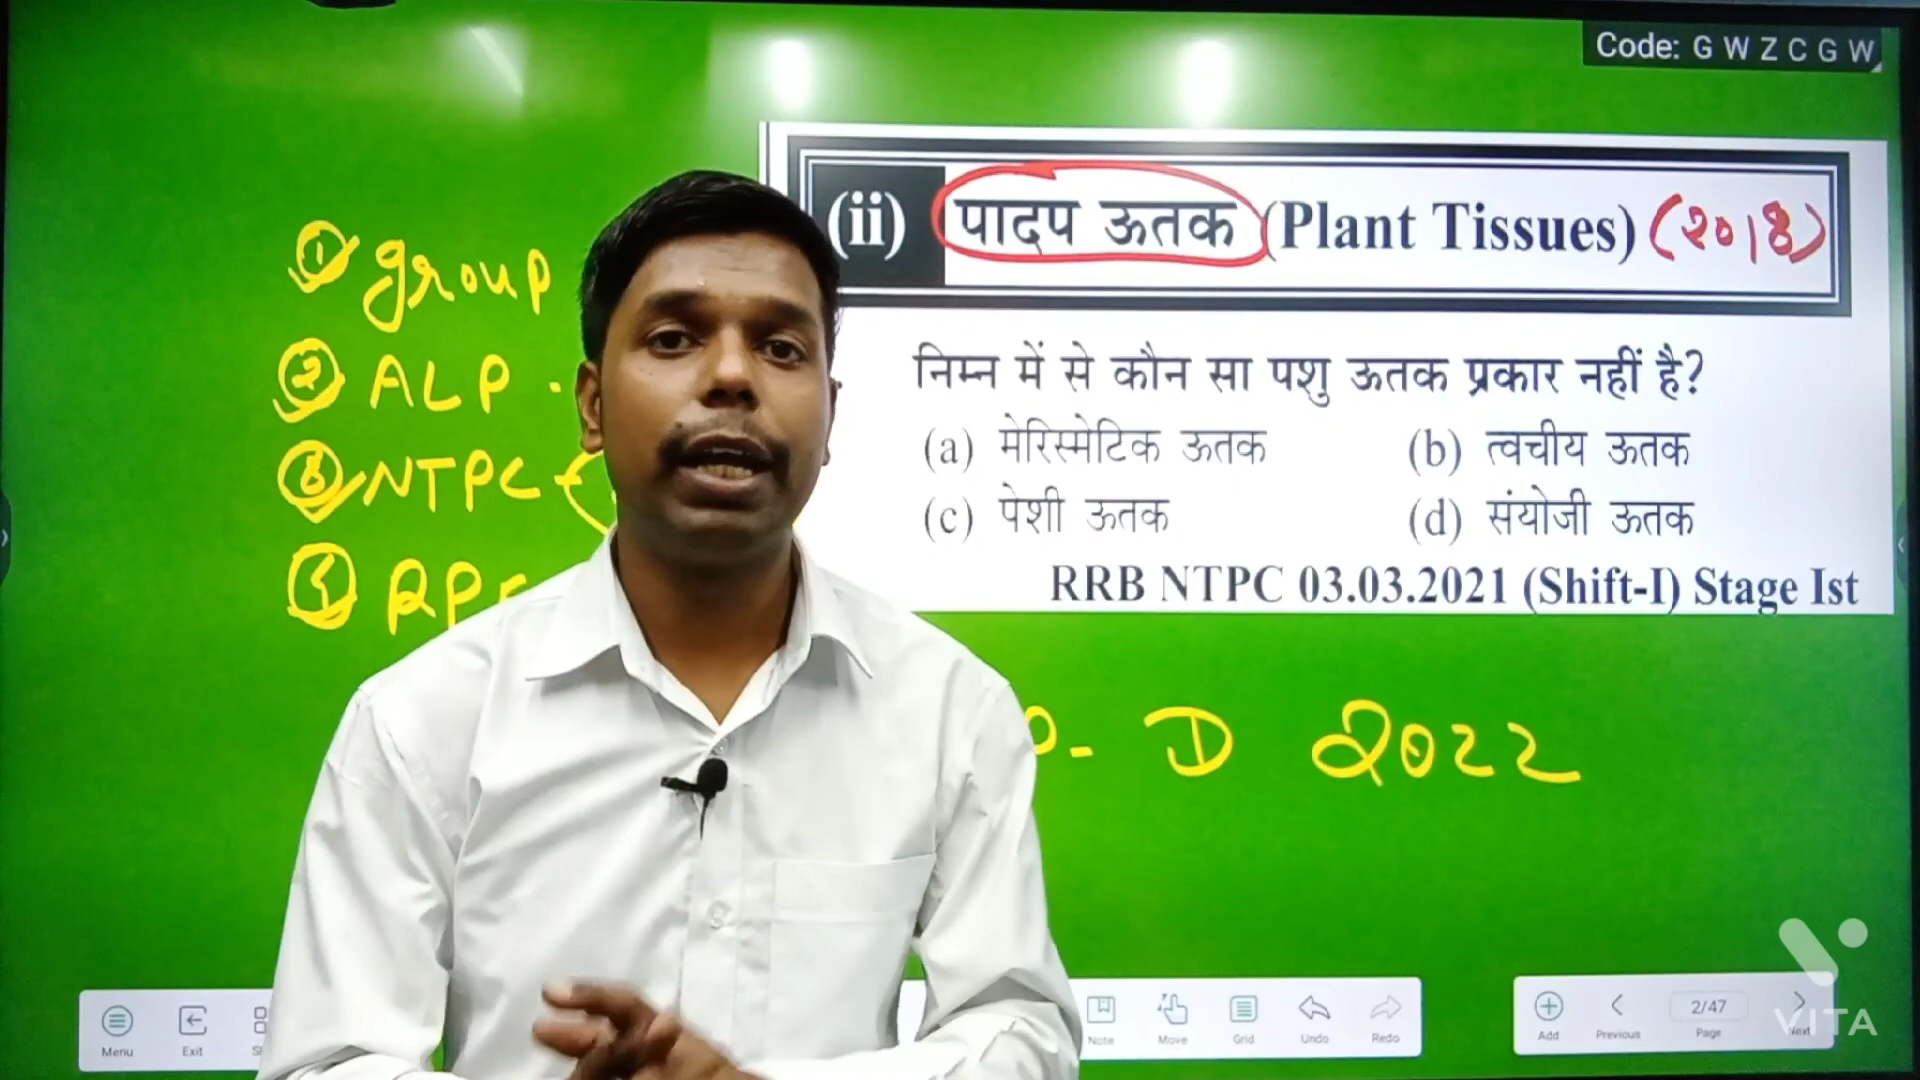 Code: G W Z C G W
(ii) पादप ऊतक (Plant Tissues) (2018)
① group
② ALP
③ NTPC
निम्न में से कौन सा पशु ऊतक प्रकार नहीं है?
(a) मेरिस्मेटिक ऊतक (b) त्वचीय ऊतक
(c) पेशी ऊतक (d) संयोजी ऊतक
RRB NTPC 03.03.2021 (Shift-I) Stage Ist
D 2022
Menu Exit Note Move Grid Undo Redo Add Previous 2/47 Page Next
VITA